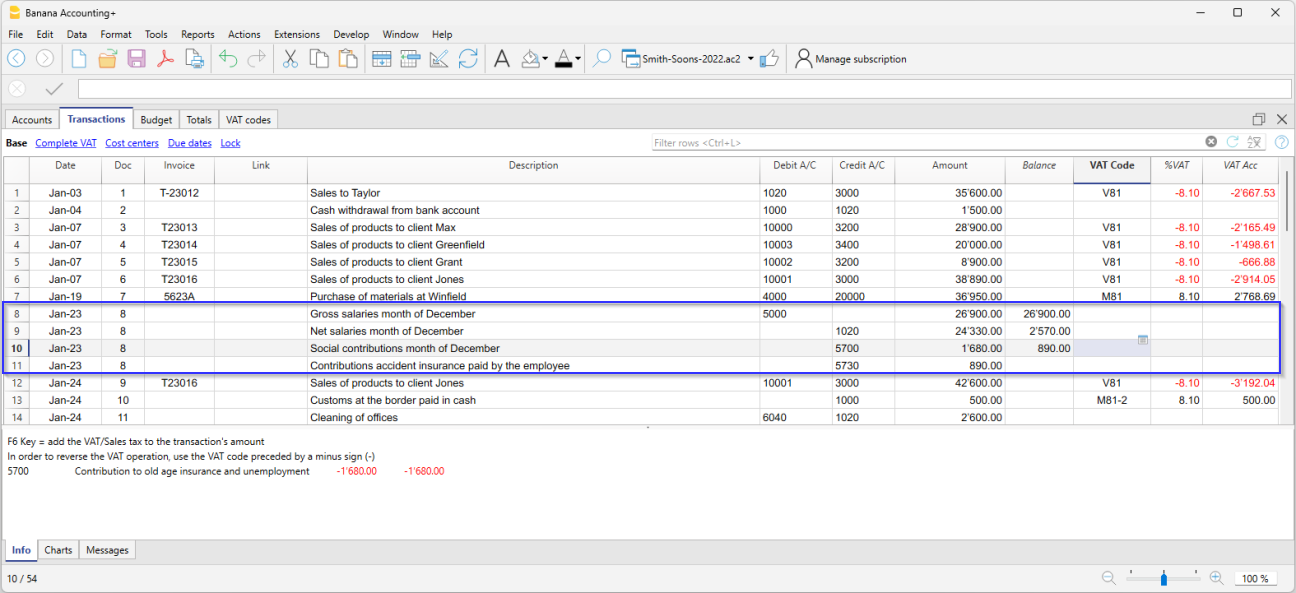 Banana Accounting+
File Edit Data Format Tools Reports Actions Extensions Develop Window Help
Smith-Soons-2022.ac2 Manage subscription
Accounts Transactions Budget Totals VAT codes
Base Complete VAT Cost centers Due dates Lock Filter rows <Ctrl+L>
Date Doc Invoice Link Description Debit A/C Credit A/C Amount Balance VAT Code %VAT VAT Acc
1 Jan-03 1 T-23012 Sales to Taylor 1020 3000 35'600.00 V81 -8.10 -2'667.53
2 Jan-04 2 Cash withdrawal from bank account 1000 1020 1'500.00
3 Jan-07 3 T23013 Sales of products to client Max 10000 3200 28'900.00 V81 -8.10 -2'165.49
4 Jan-07 4 T23014 Sales of products to client Greenfield 10003 3400 20'000.00 V81 -8.10 -1'498.61
5 Jan-07 5 T23015 Sales of products to client Grant 10002 3200 8'900.00 V81 -8.10 -666.88
6 Jan-07 6 T23016 Sales of products to client Jones 10001 3000 38'890.00 V81 -8.10 -2'914.05
7 Jan-19 7 5623A Purchase of materials at Winfield 4000 20000 36'950.00 M81 8.10 2'768.69
8 Jan-23 8 Gross salaries month of December 5000 26'900.00 26'900.00
9 Jan-23 8 Net salaries month of December 1020 24'330.00 2'570.00
10 Jan-23 8 Social contributions month of December 5700 1'680.00 890.00
11 Jan-23 8 Contributions accident insurance paid by the employee 5730 890.00
12 Jan-24 9 T23016 Sales of products to client Jones 10001 3000 42'600.00 V81 -8.10 -3'192.04
13 Jan-24 10 Customs at the border paid in cash 1000 500.00 M81-2 8.10 500.00
14 Jan-24 11 Cleaning of offices 6040 1020 2'600.00
F6 Key = add the VAT/Sales tax to the transaction's amount
In order to reverse the VAT operation, use the VAT code preceded by a minus sign (-)
5700 Contribution to old age insurance and unemployment -1'680.00 -1'680.00
Info Charts Messages
10 / 54 100 %